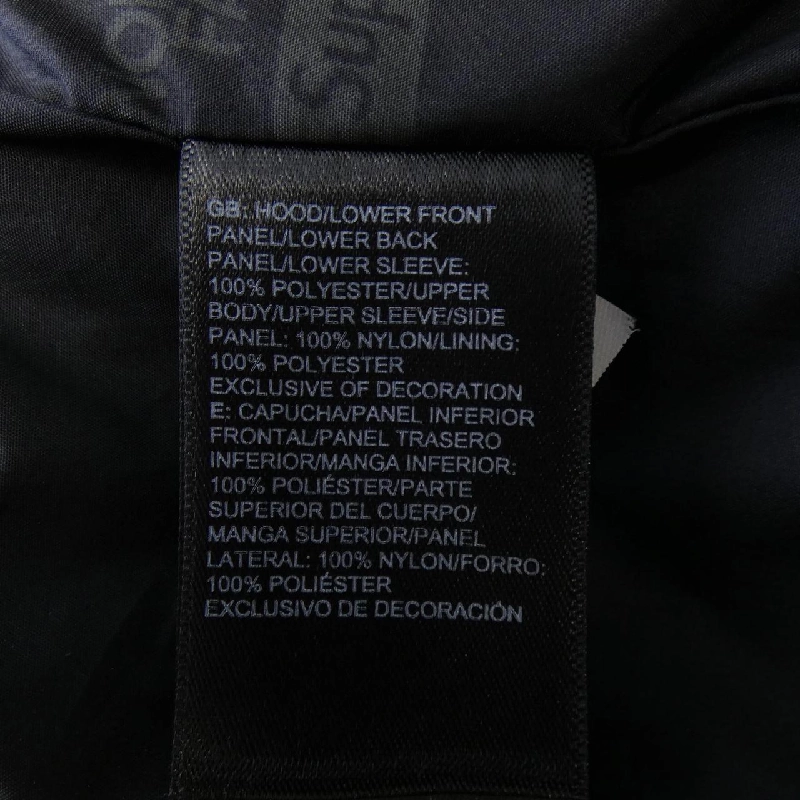 Sup
GB: HOOD/LOWER FRONT
PANEL/LOWER BACK
PANEL/LOWER SLEEVE:
100% POLYESTER/UPPER
BODY/UPPER SLEEVE/SIDE
PANEL: 100% NYLON/LINING:
100% POLYESTER
EXCLUSIVE OF DECORATION
E: CAPUCHA/PANEL INFERIOR
FRONTAL/PANEL TRASERO
INFERIOR/MANGA INFERIOR:
100% POLIÉSTER/PARTE
SUPERIOR DEL CUERPO/
MANGA SUPERIOR/PANEL
LATERAL: 100% NYLON/FORRO:
100% POLIÉSTER
EXCLUSIVO DE DECORACIÓN